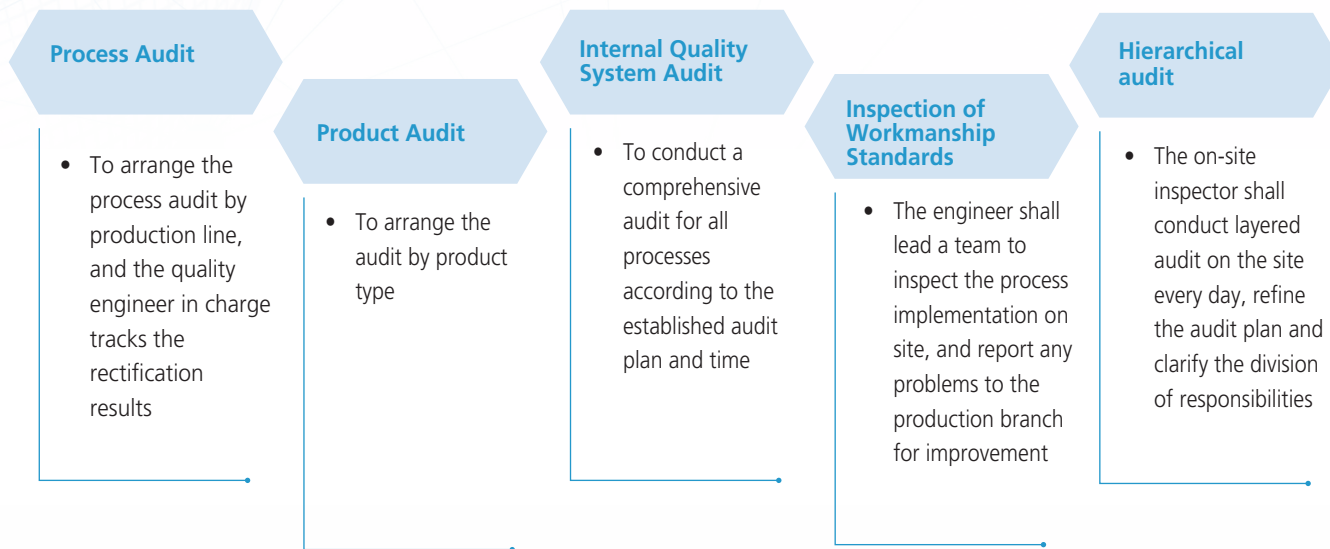 Process Audit
• To arrange the
process audit by
production line,
and the quality
engineer in charge
tracks the
rectification
results
Product Audit
• To arrange the
audit by product
type
Internal Quality
System Audit
• To conduct a
comprehensive
audit for all
processes
according to the
established audit
plan and time
Inspection of
Workmanship
Standards
• The engineer shall
lead a team to
inspect the process
implementation on
site, and report any
problems to the
production branch
for improvement
Hierarchical
audit
• The on-site
inspector shall
conduct layered
audit on the site
every day, refine
the audit plan and
clarify the division
of responsibilities